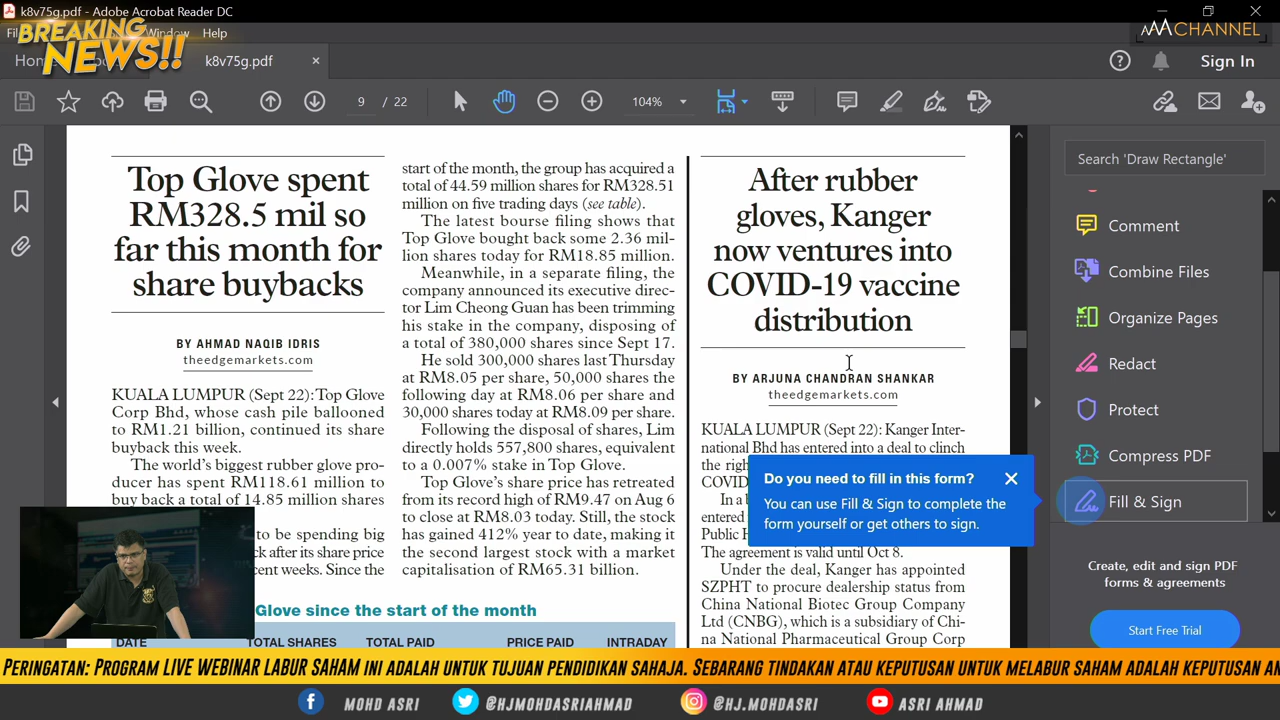 k8v75g.pdf - Adobe Acrobat Reader DC
BREAKING
NEWS!!
Window Help
MCHANNEL
k8v75g.pdf
Sign In
9 / 22
104%
Top Glove spent
RM328.5 mil so
far this month for
share buybacks
BY AHMAD NAQIB IDRIS
theedgemarkets.com
KUALA LUMPUR (Sept 22): Top Glove
Corp Bhd, whose cash pile ballooned
to RM1.21 billion, continued its share
buyback this week.
The world's biggest rubber glove pro-
ducer has spent RM118.61 million to
buy back a total of 14.85 million shares
to be spending big
ck after its share price
cent weeks. Since the
start of the month, the group has acquired a
total of 44.59 million shares for RM328.51
million on five trading days (see table).
The latest bourse filing shows that
Top Glove bought back some 2.36 mil-
lion shares today for RM18.85 million.
Meanwhile, in a separate filing, the
company announced its executive direc-
tor Lim Cheong Guan has been trimming
his stake in the company, disposing of
a total of 380,000 shares since Sept 17.
He sold 300,000 shares last Thursday
at RM8.05 per share, 50,000 shares the
following day at RM8.06 per share and
30,000 shares today at RM8.09 per share.
Following the disposal of shares, Lim
directly holds 557,800 shares, equivalent
to a 0.007% stake in Top Glove.
Top Glove's share price has retreated
from its record high of RM9.47 on Aug 6
to close at RM8.03 today. Still, the stock
has gained 412% year to date, making it
the second largest stock with a market
capitalisation of RM65.31 billion.
Glove since the start of the month
DATE TOTAL SHARES TOTAL PAID PRICE PAID INTRADAY
After rubber
gloves, Kanger
now ventures into
COVID-19 vaccine
distribution
BY ARJUNA CHANDRAN SHANKAR
theedgemarkets.com
KUALA LUMPUR (Sept 22): Kanger Inter-
national Bhd has entered into a deal to clinch
the righ
COVID
In a b
entered
Public H
The agreement is valid until Oct 8.
Under the deal, Kanger has appointed
SZPHT to procure dealership status from
China National Biotec Group Company
Ltd (CNBG), which is a subsidiary of Chi-
na National Pharmaceutical Group Corp
Do you need to fill in this form?
You can use Fill & Sign to complete the
form yourself or get others to sign.
Search 'Draw Rectangle'
Comment
Combine Files
Organize Pages
Redact
Protect
Compress PDF
Fill & Sign
Create, edit and sign PDF
forms & agreements
Start Free Trial
PERINGATAN: PROGRAM LIVE WEBINAR LABUR SAHAM INI ADALAH UNTUK TUJUAN PENDIDIKAN SAHAJA. SEBARANG TINDAKAN ATAU KEPUTUSAN UNTUK MELABUR SAHAM ADALAH KEPUTUSAN AN
MOHD ASRI @HJMOHDASRIAHMAD @HJ.MOHDASRI ASRI AHMAD